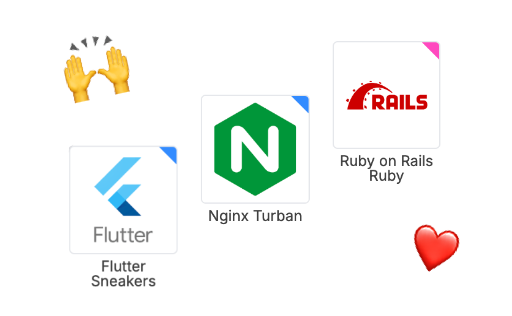 Flutter
Flutter
Sneakers
N
Nginx Turban
RAILS
Ruby on Rails
Ruby